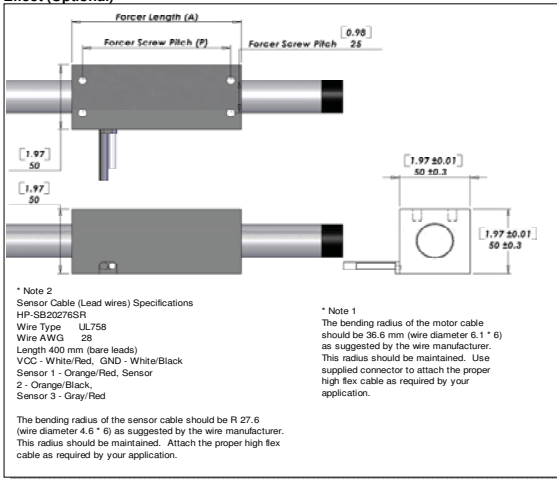 Effect (Optional)
Forcer Length (A)
Forcer Screw Pitch (P)
Forcer Screw Pitch
[0.98]
25
[1.97]
50
[1.97]
50
[1.97 ±0.01]
50 ±0.3
[1.97 ±0.01]
50 ±0.3
* Note 2
Sensor Cable (Lead wires) Specifications
HP-SB20276SR
Wire Type UL758
Wire AWG 28
Length 400 mm (bare leads)
VCC - White/Red, GND - White/Black
Sensor 1 - Orange/Red, Sensor
2 - Orange/Black,
Sensor 3 - Gray/Red
The bending radius of the sensor cable should be R 27.6
(wire diameter 4.6 * 6) as suggested by the wire manufacturer.
This radius should be maintained. Attach the proper high flex
cable as required by your application.
* Note 1
The bending radius of the motor cable
should be 36.6 mm (wire diameter 6.1 * 6)
as suggested by the wire manufacturer.
This radius should be maintained. Use
supplied connector to attach the proper
high flex cable as required by your
application.